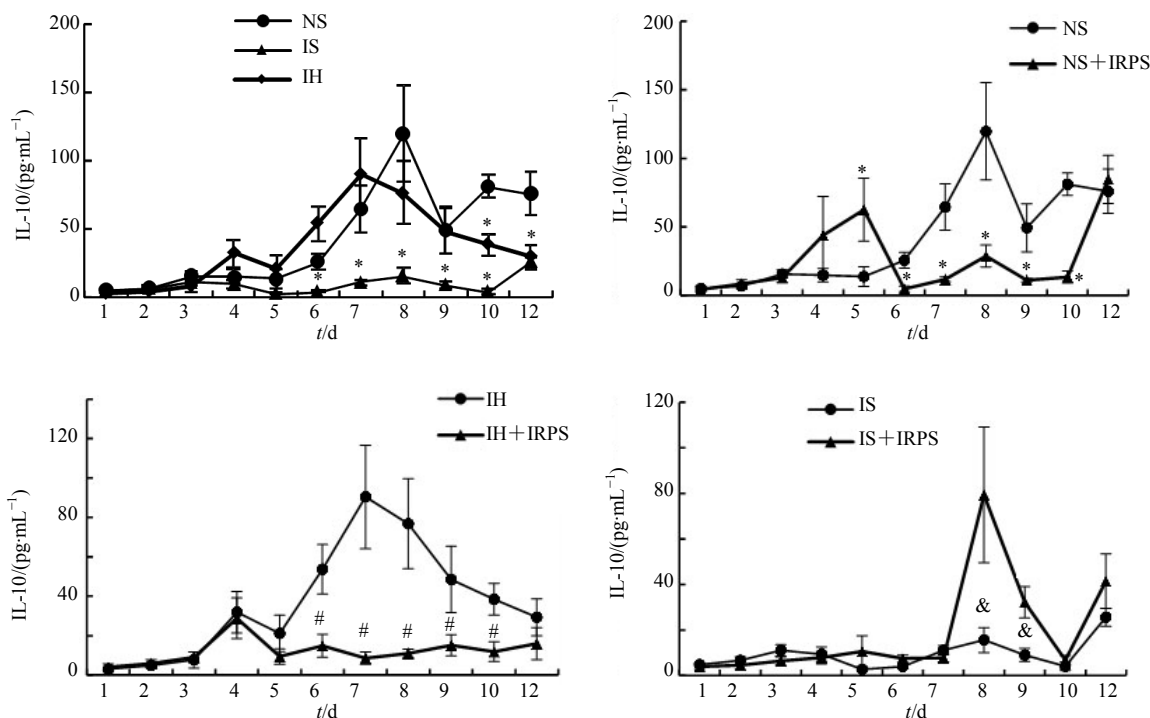 200
150
100
50
0
IL-10/(pg·mL⁻¹)
NS
IS
IH
* * * * * * *
1 2 3 4 5 6 7 8 9 10 12
t/d
200
150
100
50
0
IL-10/(pg·mL⁻¹)
NS
NS+IRPS
* * * * * *
1 2 3 4 5 6 7 8 9 10 12
t/d
120
80
40
0
IL-10/(pg·mL⁻¹)
IH
IH+IRPS
# # # # #
1 2 3 4 5 6 7 8 9 10 12
t/d
120
80
40
0
IL-10/(pg·mL⁻¹)
IS
IS+IRPS
& &
1 2 3 4 5 6 7 8 9 10 12
t/d